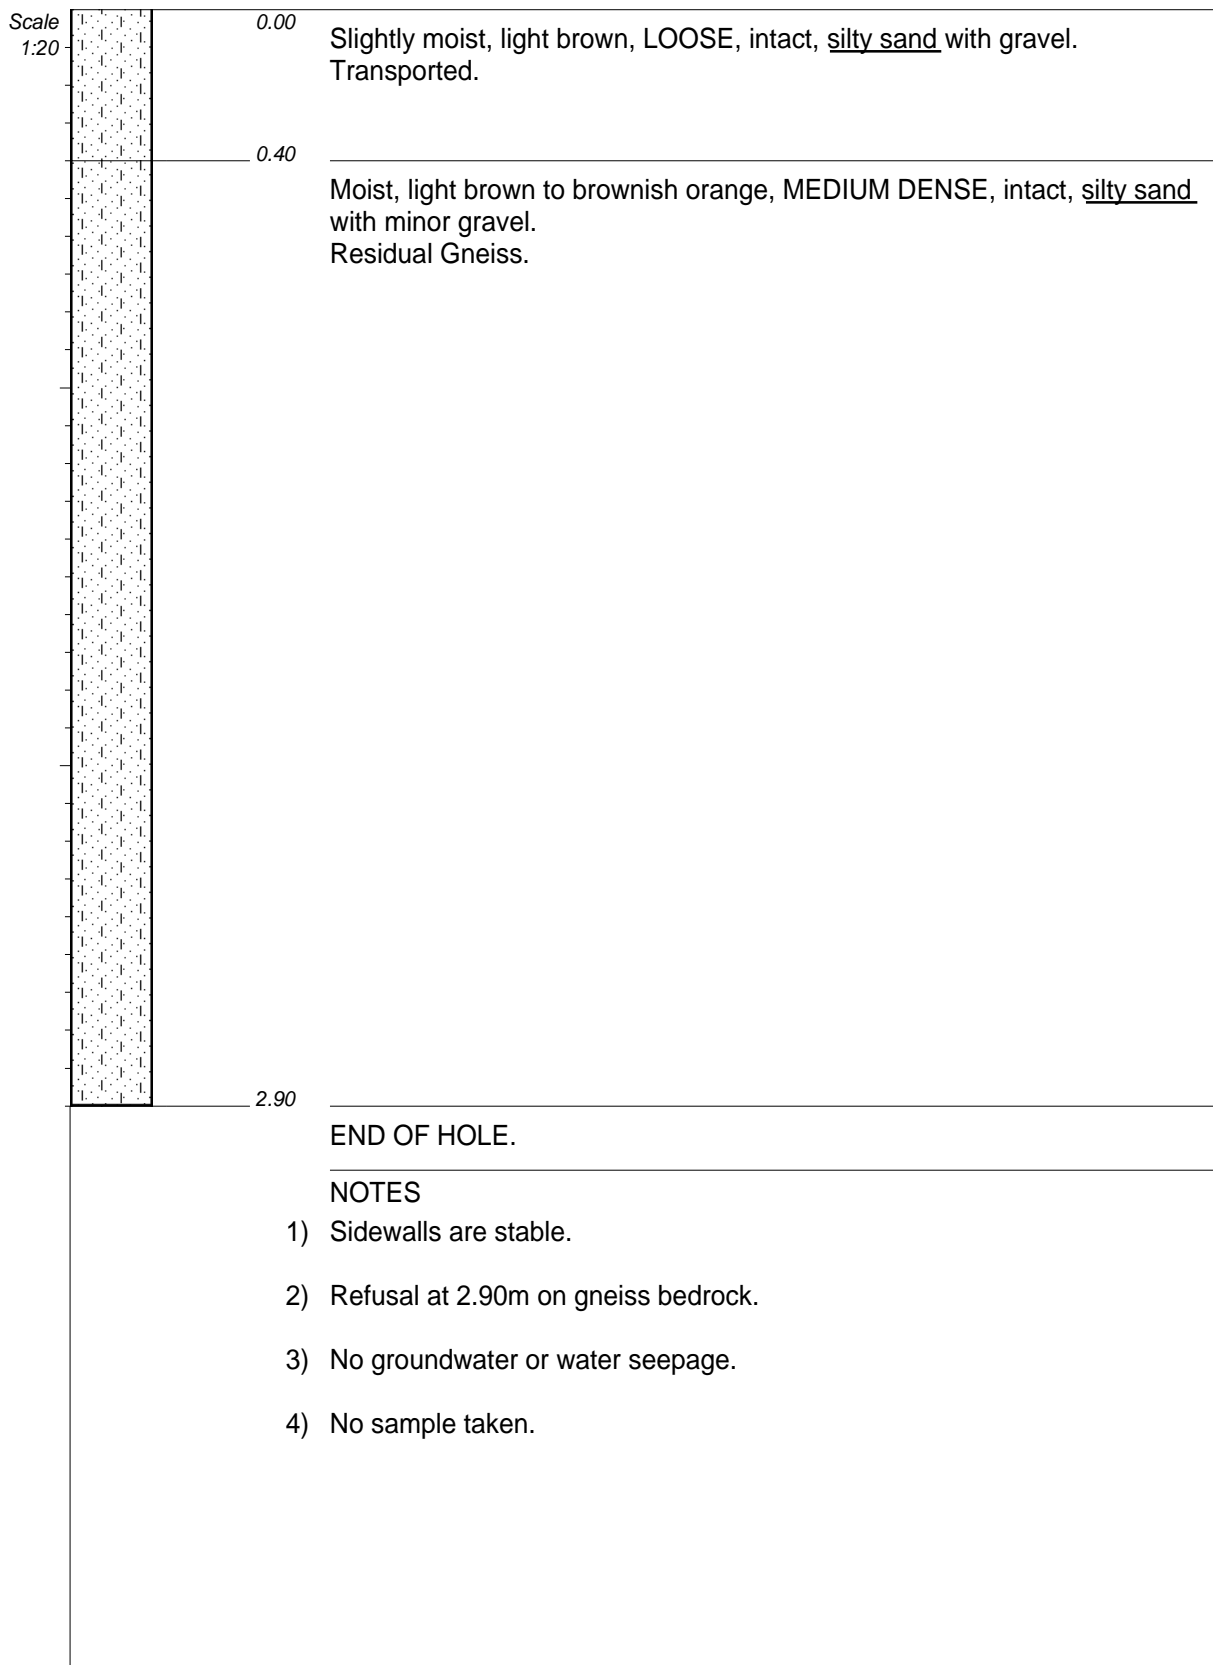 Scale
1:20
0.00
Slightly moist, light brown, LOOSE, intact, silty sand with gravel.
Transported.
0.40
Moist, light brown to brownish orange, MEDIUM DENSE, intact, silty sand
with minor gravel.
Residual Gneiss.
2.90
END OF HOLE.
NOTES
1) Sidewalls are stable.
2) Refusal at 2.90m on gneiss bedrock.
3) No groundwater or water seepage.
4) No sample taken.